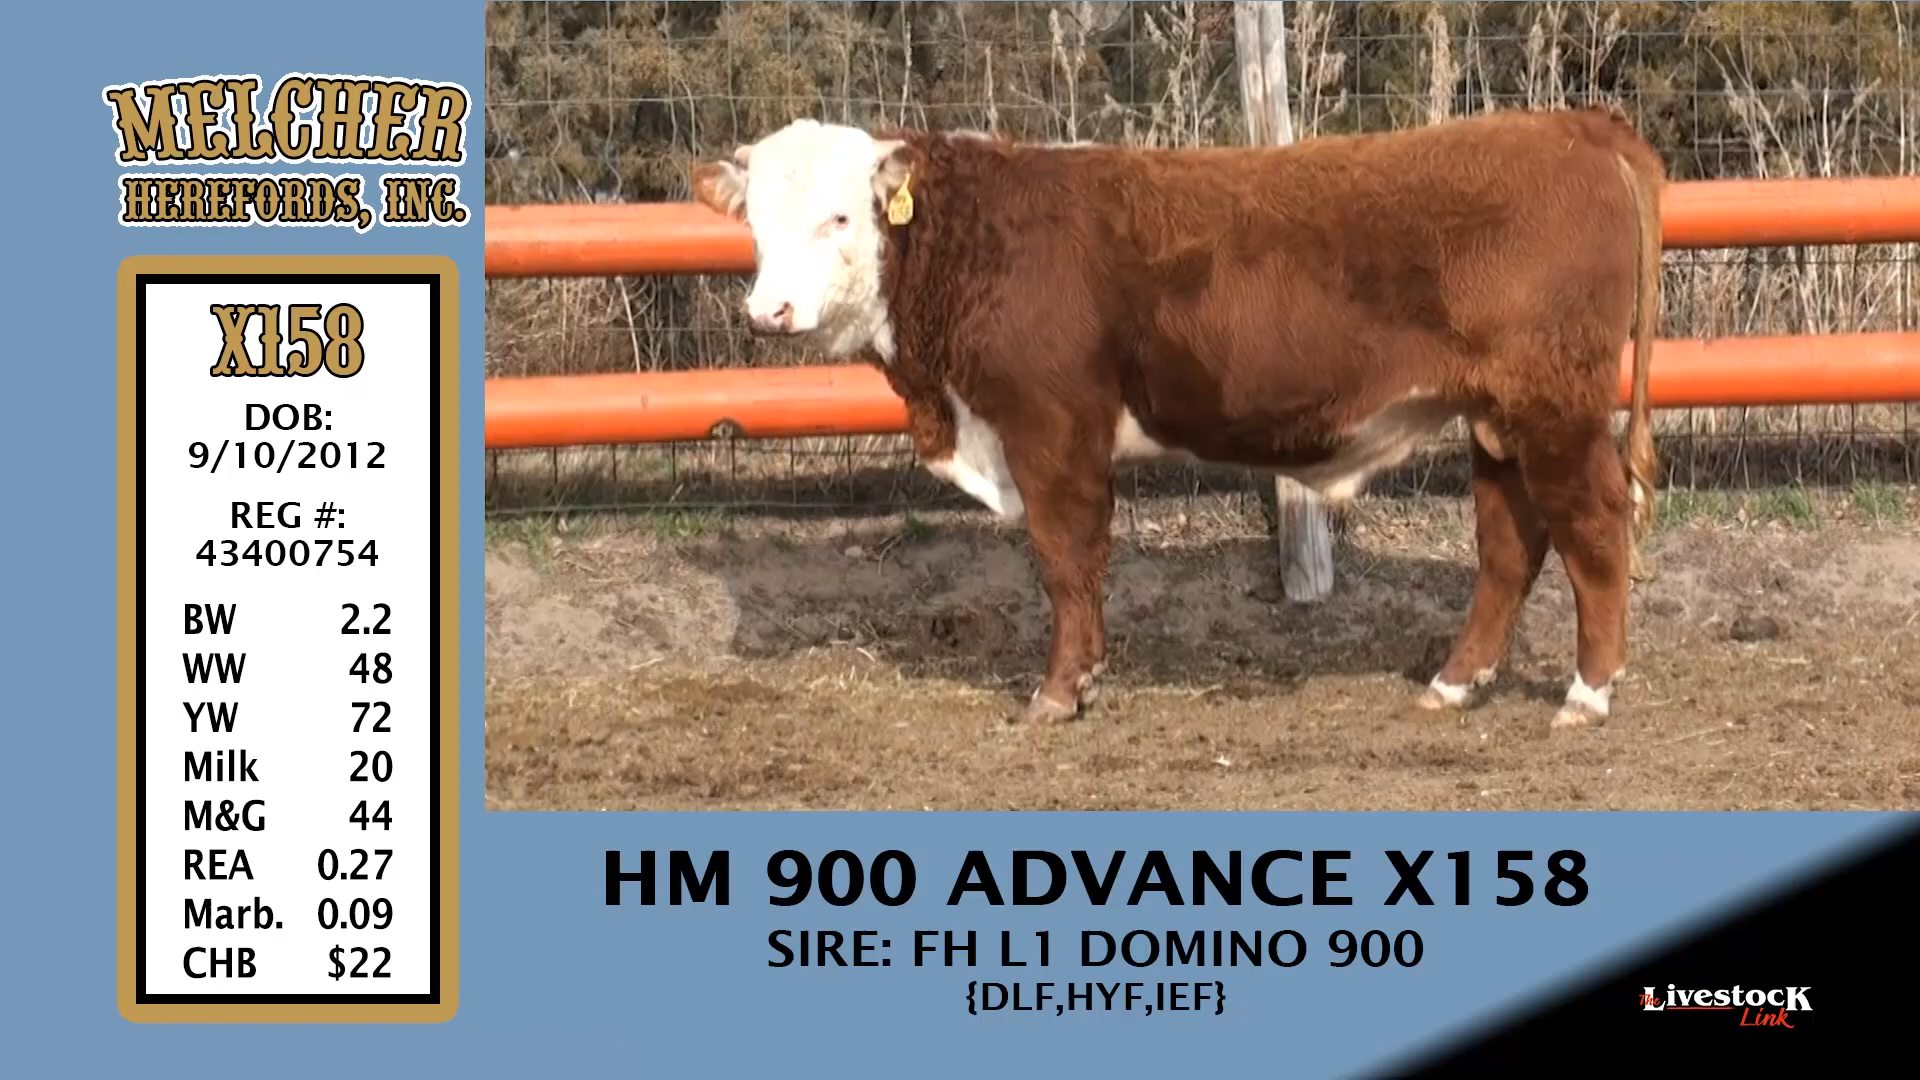 MELCHER
HEREFORDS, INC.
X158
DOB:
9/10/2012
REG #:
43400754
BW 2.2
WW 48
YW 72
Milk 20
M&G 44
REA 0.27
Marb. 0.09
CHB $22
HM 900 ADVANCE X158
SIRE: FH L1 DOMINO 900
{DLF,HYF,IEF}
The Livestock
Link